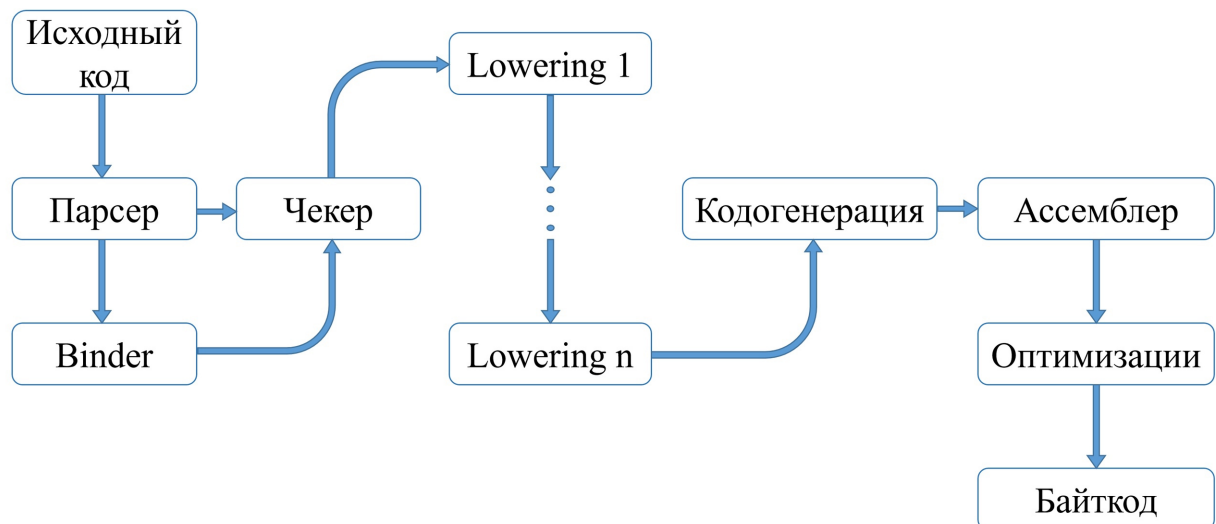 Исходный
код
Парсер
Binder
Чекер
Lowering 1
Lowering n
Кодогенерация
Ассемблер
Оптимизации
Байткод